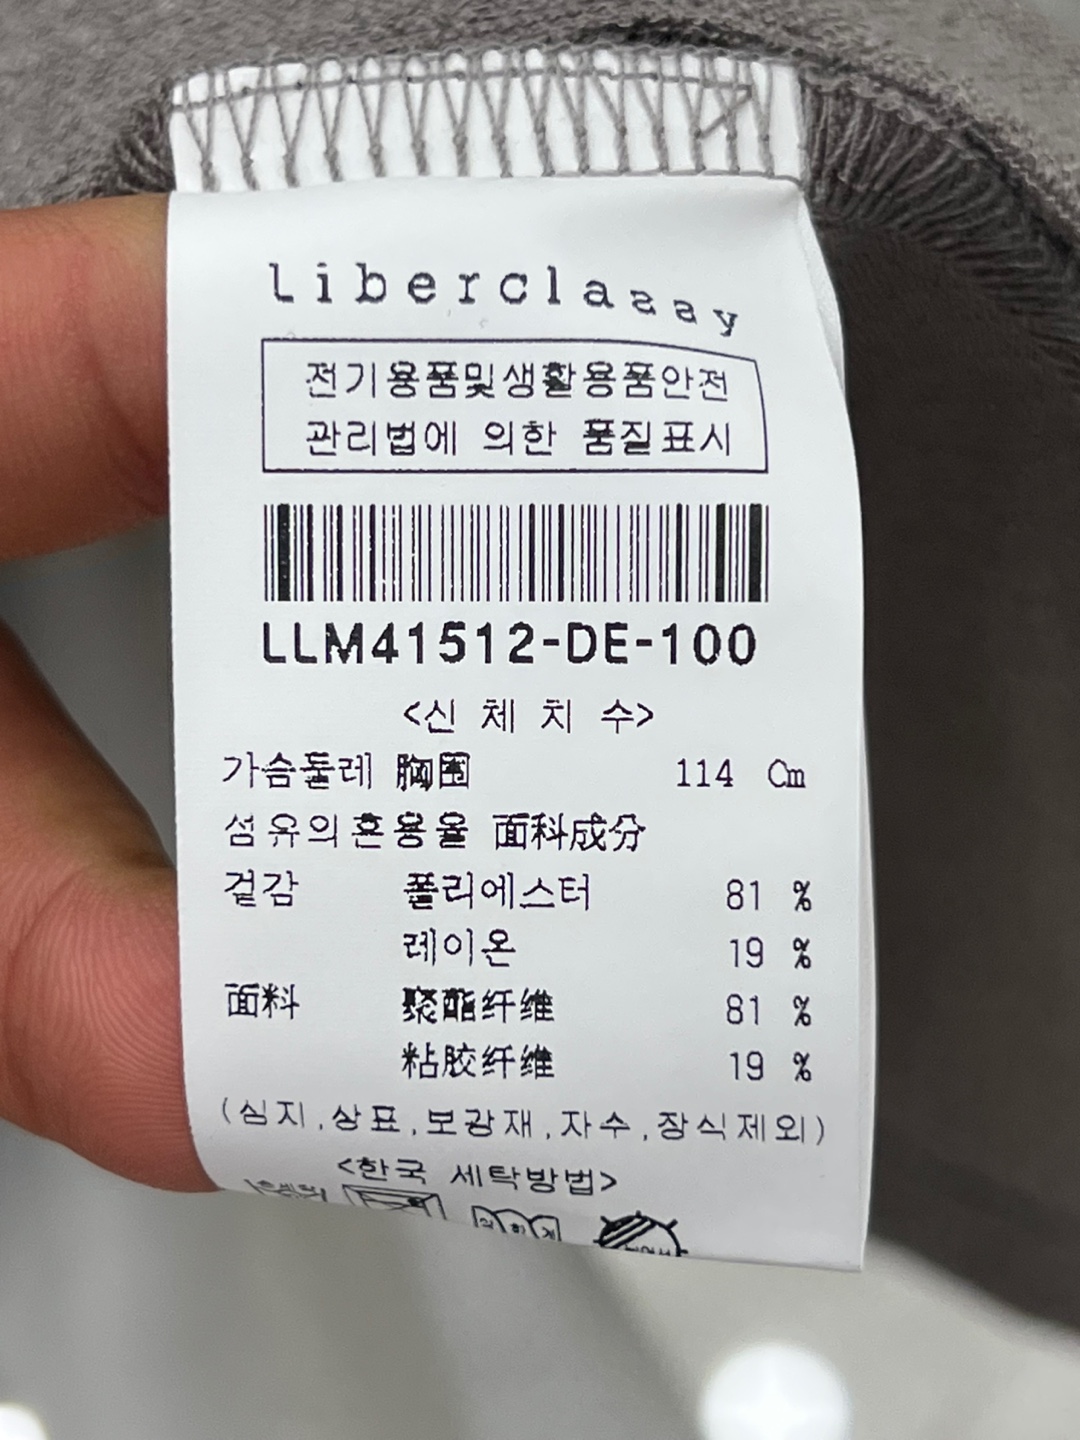 Liberclassy
전기용품및생활용품안전
관리법에 의한 품질표시
LLM41512-DE-100
<신 체 치 수>
가슴둘레 胸围 114 Cm
섬유의혼용율 面料成分
겉감 폴리에스터 81 %
레이온 19 %
面料 聚酯纤维 81 %
粘胶纤维 19 %
(심지,상표,보강재,자수,장식제외)
<한국 세탁방법>